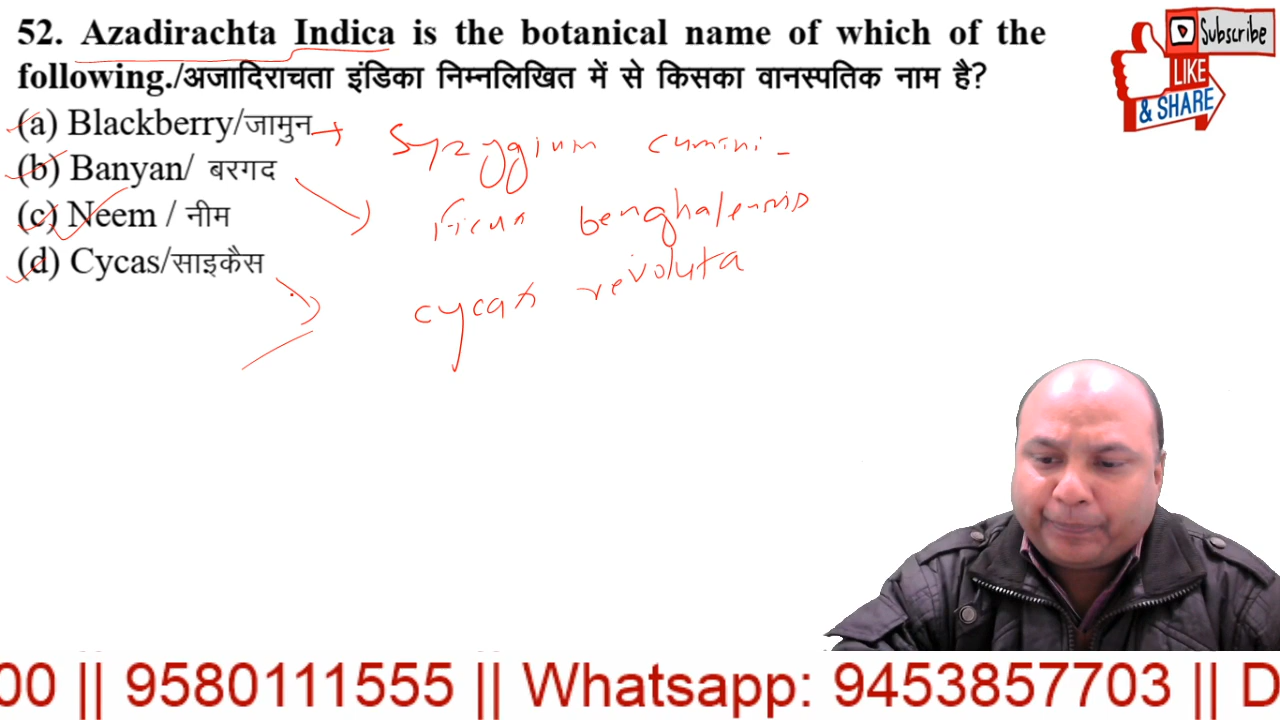 52. Azadirachta Indica is the botanical name of which of the
following./अजादिराचता इंडिका निम्नलिखित में से किसका वानस्पतिक नाम है?
(a) Blackberry/जामुन → Syzygium cumini
(b) Banyan/ बरगद
Ficus benghalensis
(c) Neem / नीम
(d) Cycas/साइकैस
cycas revoluta
Subscribe
LIKE
& SHARE
00 || 9580111555 || Whatsapp: 9453857703 || D